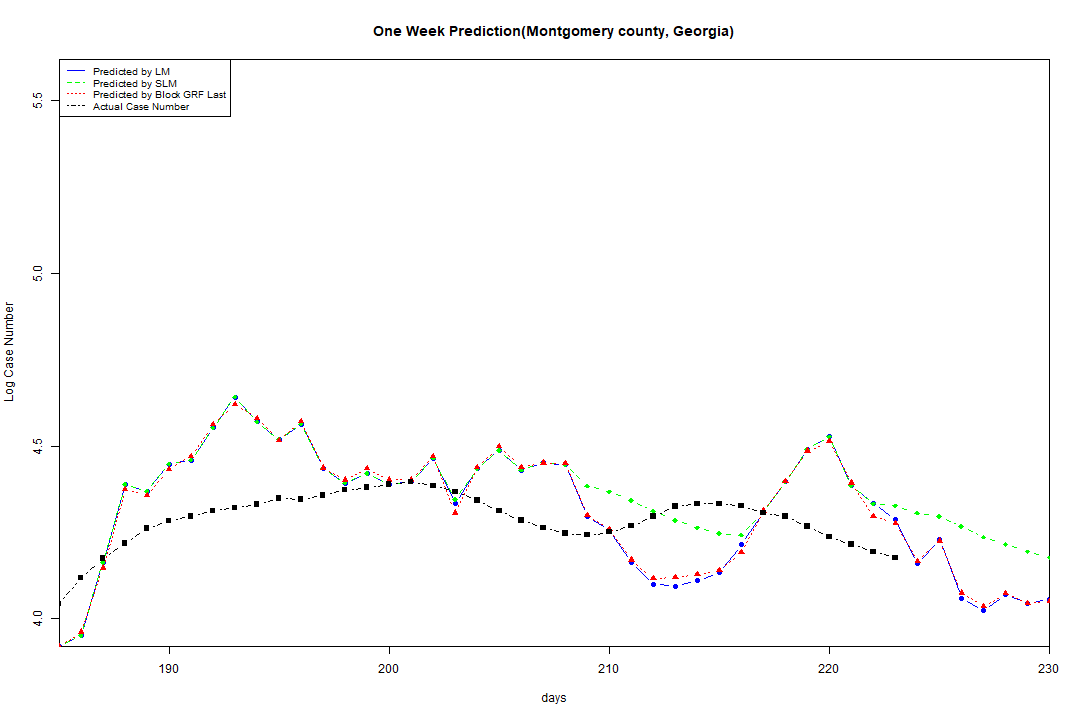 One Week Prediction(Montgomery county, Georgia)
Predicted by LM
Predicted by SLM
Predicted by Block GRF Last
Actual Case Number
5.5
5.0
4.5
4.0
Log Case Number
190 200 210 220 230
days